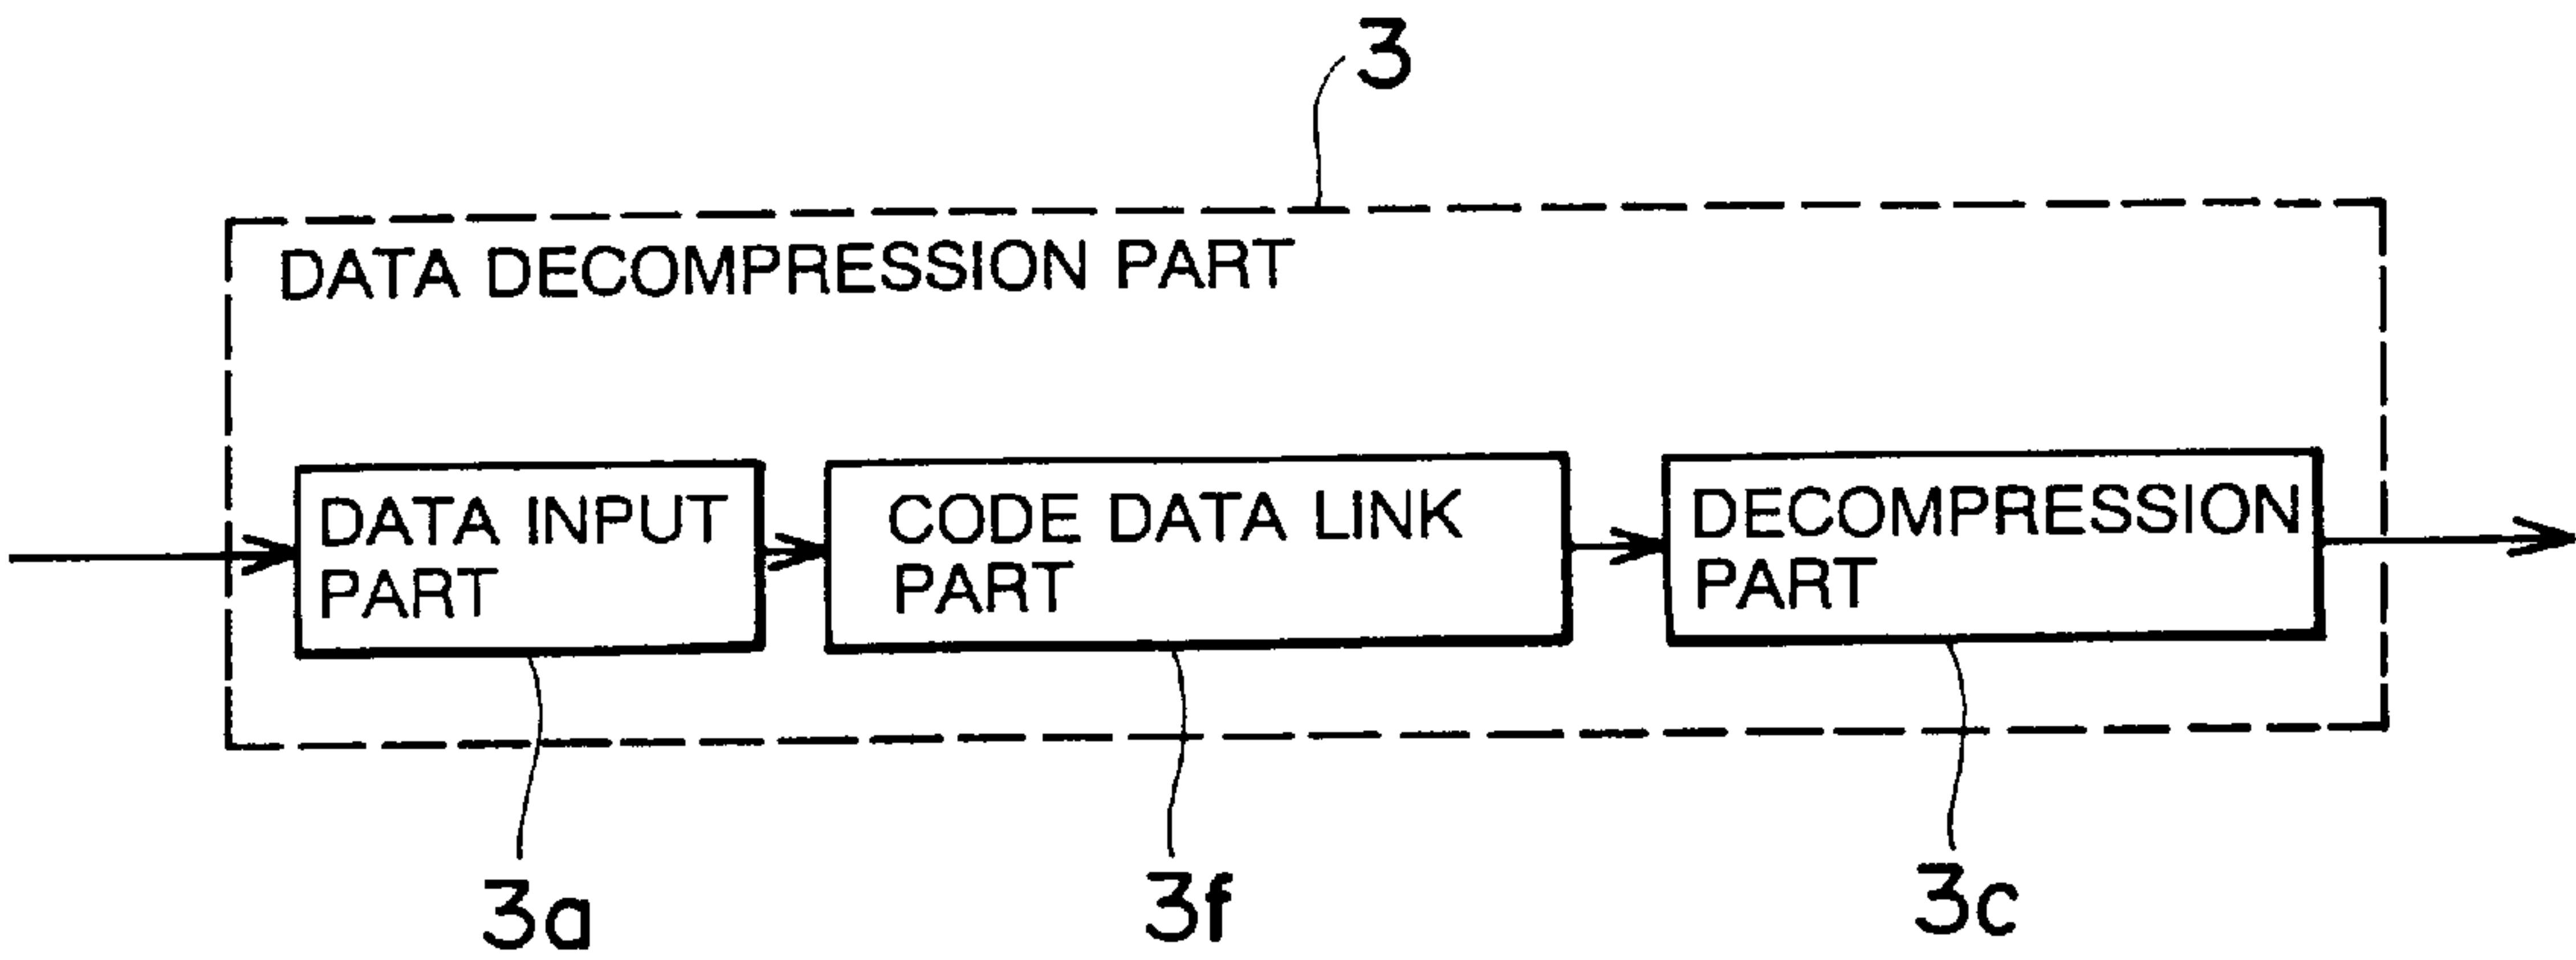 3
DATA DECOMPRESSION PART
DATA INPUT
PART
CODE DATA LINK
PART
DECOMPRESSION
PART
3a
3f
3c